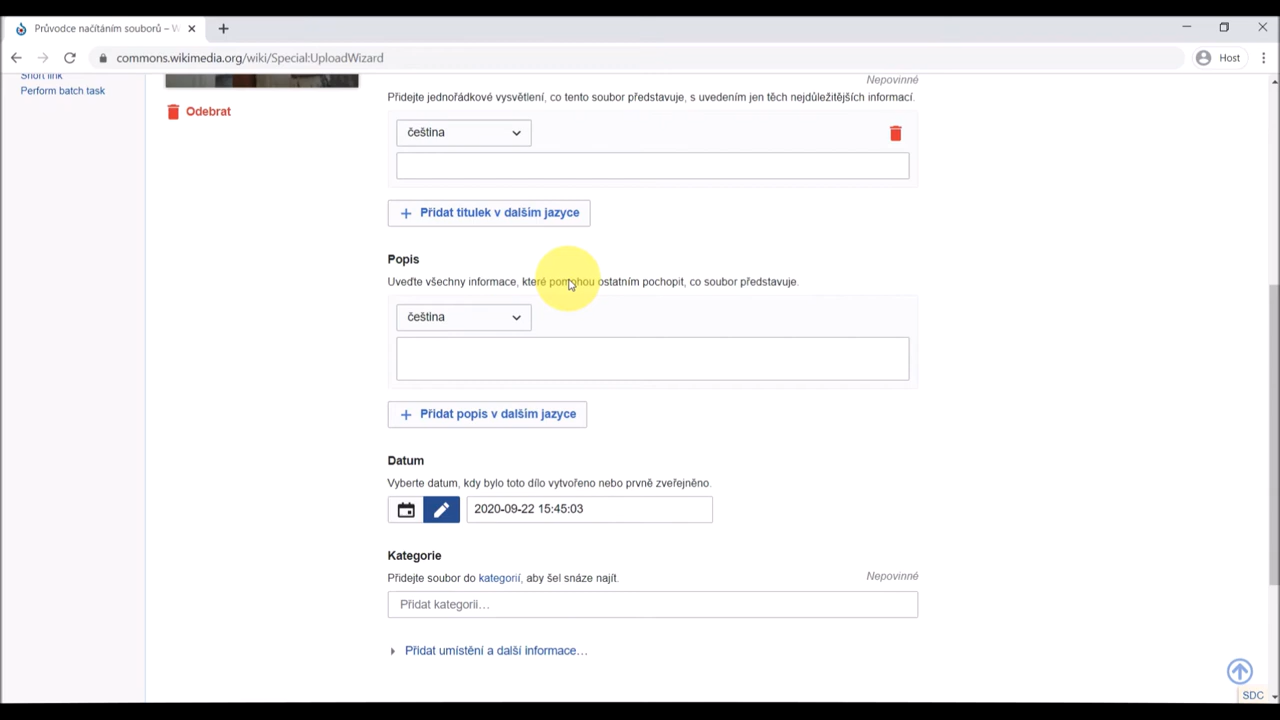 Průvodce načítáním souborů – W
commons.wikimedia.org/wiki/Special:UploadWizard
Host
Short link
Perform batch task
Odebrat
Nepovinné
Přidejte jednořádkové vysvětlení, co tento soubor představuje, s uvedením jen těch nejdůležitějších informací.
čeština
Přidat titulek v dalším jazyce
Popis
Uveďte všechny informace, které pomohou ostatním pochopit, co soubor představuje.
čeština
Přidat popis v dalším jazyce
Datum
Vyberte datum, kdy bylo toto dílo vytvořeno nebo prvně zveřejněno.
2020-09-22 15:45:03
Kategorie
Přidejte soubor do kategorií, aby šel snáze najít.
Nepovinné
Přidat kategorii…
Přidat umístění a další informace…
SDC